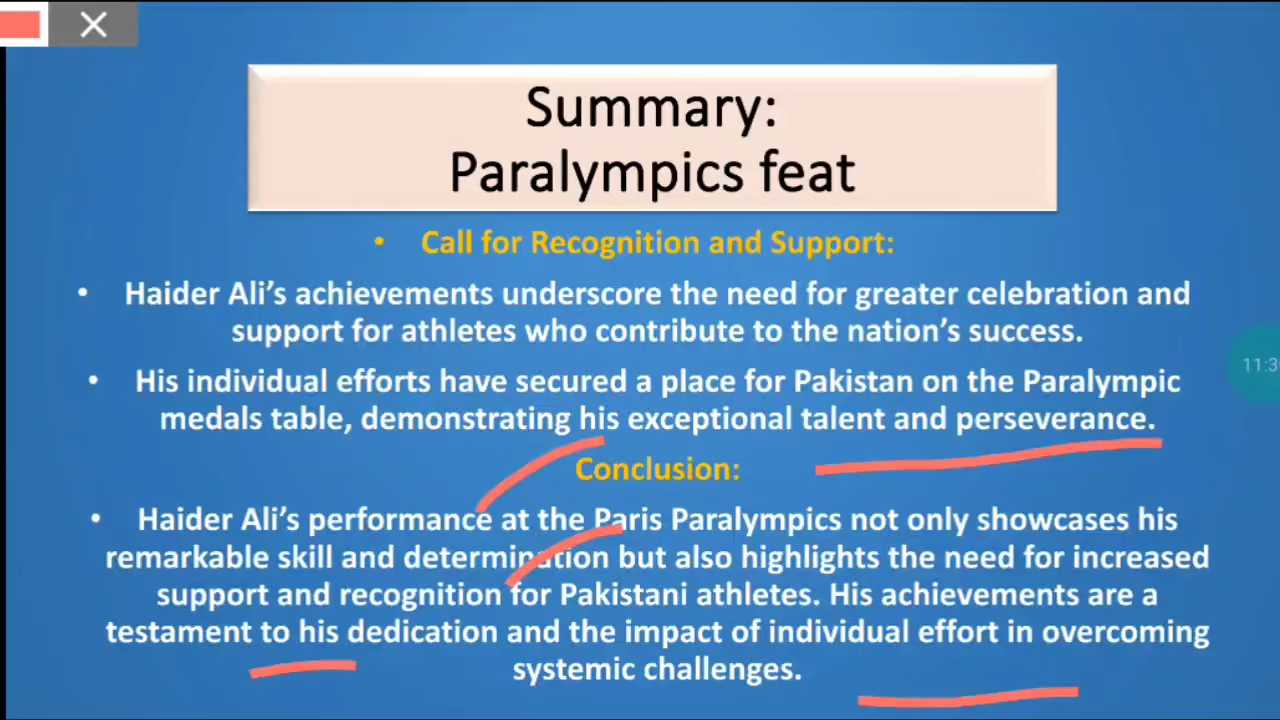 Summary:
Paralympics feat
• Call for Recognition and Support:
• Haider Ali’s achievements underscore the need for greater celebration and
support for athletes who contribute to the nation’s success.
• His individual efforts have secured a place for Pakistan on the Paralympic
medals table, demonstrating his exceptional talent and perseverance.
Conclusion:
• Haider Ali’s performance at the Paris Paralympics not only showcases his
remarkable skill and determination but also highlights the need for increased
support and recognition for Pakistani athletes. His achievements are a
testament to his dedication and the impact of individual effort in overcoming
systemic challenges.